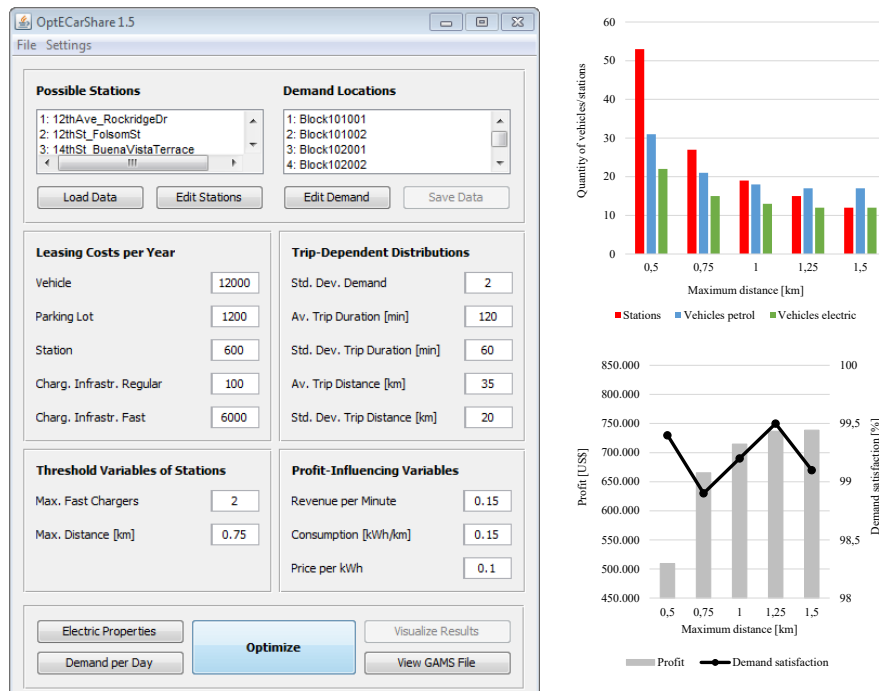 OptECarShare 1.5
File Settings
Possible Stations
1: 12thAve_RockridgeDr
2: 12thSt_FolsomSt
3: 14thSt_BuenaVistaTerrace
Demand Locations
1: Block101001
2: Block101002
3: Block102001
4: Block102002
Load Data
Edit Stations
Edit Demand
Save Data
Leasing Costs per Year
Vehicle 12000
Parking Lot 1200
Station 600
Charg. Infrastr. Regular 100
Charg. Infrastr. Fast 6000
Trip-Dependent Distributions
Std. Dev. Demand 2
Av. Trip Duration [min] 120
Std. Dev. Trip Duration [min] 60
Av. Trip Distance [km] 35
Std. Dev. Trip Distance [km] 20
Threshold Variables of Stations
Max. Fast Chargers 2
Max. Distance [km] 0.75
Profit-Influencing Variables
Revenue per Minute 0.15
Consumption [kWh/km] 0.15
Price per kWh 0.1
Electric Properties
Demand per Day
Optimize
Visualize Results
View GAMS File
Quantity of vehicles/stations
60
50
40
30
20
10
0
0,5 0,75 1 1,25 1,5
Maximum distance [km]
Stations Vehicles petrol Vehicles electric
Profit [US$]
850.000
800.000
750.000
700.000
650.000
600.000
550.000
500.000
450.000
100
99,5
99
98,5
98
Demand satisfaction [%]
0,5 0,75 1 1,25 1,5
Maximum distance [km]
Profit Demand satisfaction